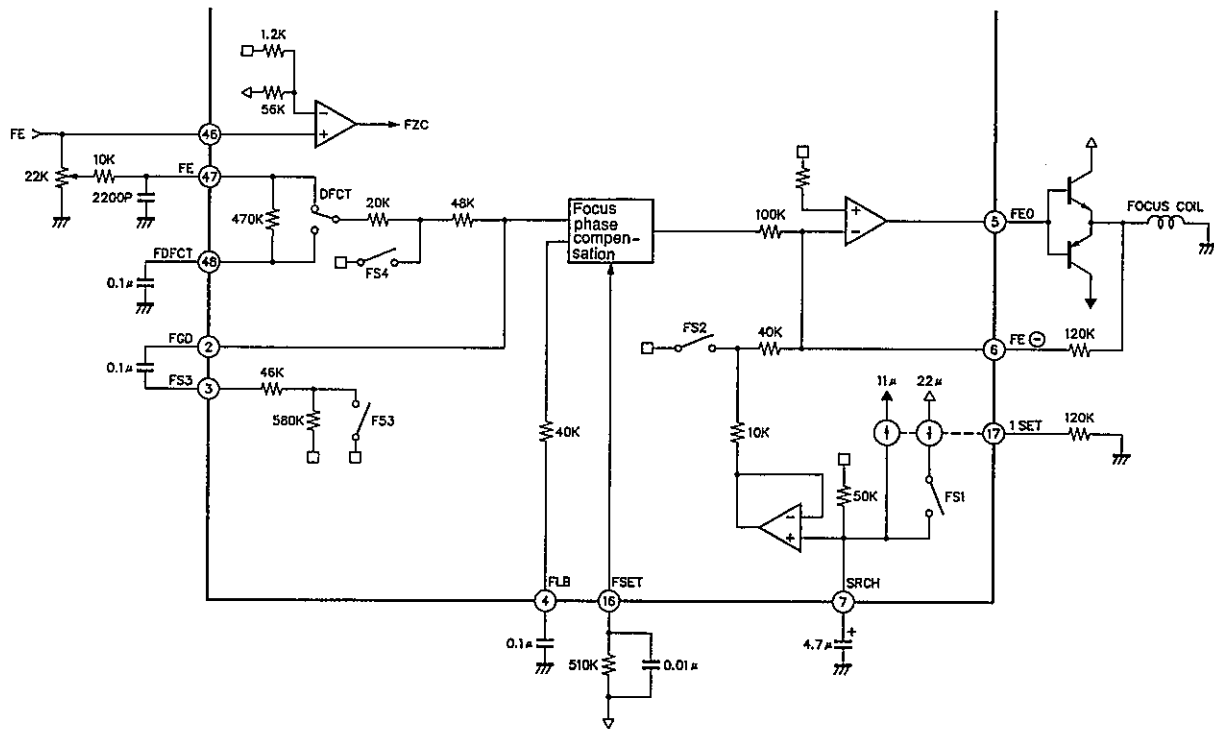 1.2K
56K
FZC
FE
46
22K
10K
FE
47
2200P
DFCT
20K
48K
470K
FS4
FDFCT
48
0.1μ
FGD
2
0.1μ
FS3
3
46K
580K
F53
Focus
phase
compen-
sation
100K
5
FEO
FOCUS COIL
FS2
40K
6
FE ⊖
120K
11μ
22μ
10K
50K
FS1
17
1 SET
120K
40K
FLB
4
0.1μ
FSET
16
510K
0.01μ
SRCH
7
4.7μ